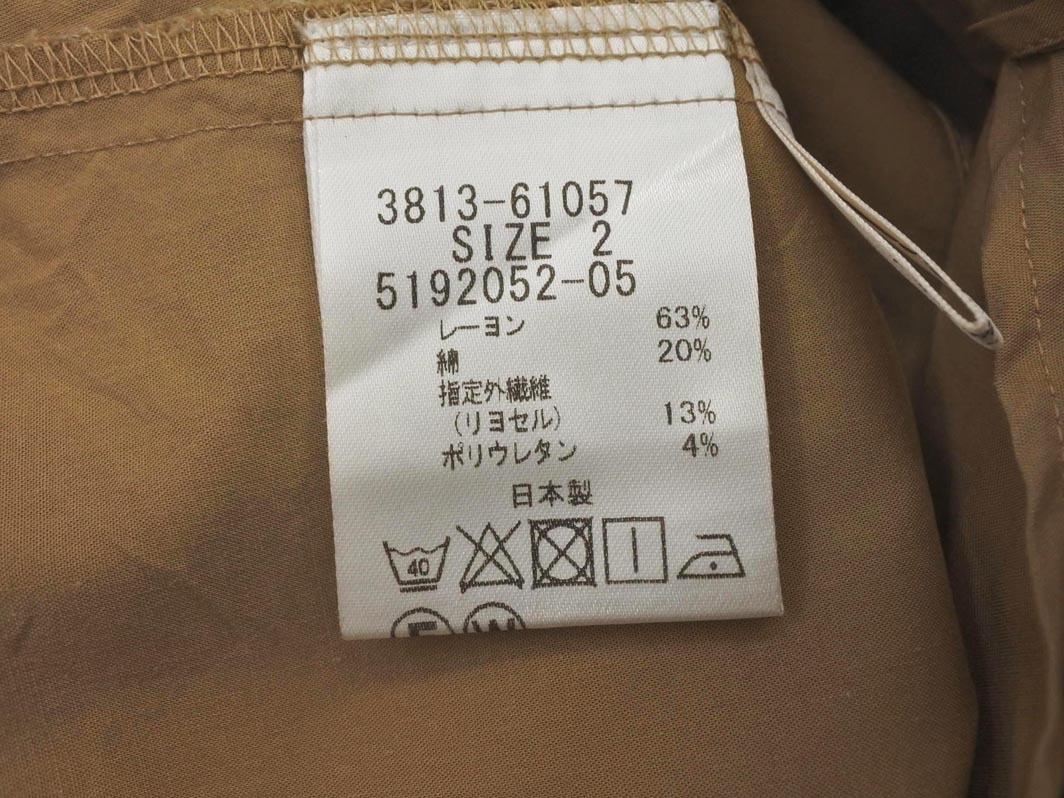 3813-61057
SIZE 2
5192052-05
レーヨン 63%
綿 20%
指定外繊維
(リヨセル) 13%
ポリウレタン 4%
日本製
40
F W